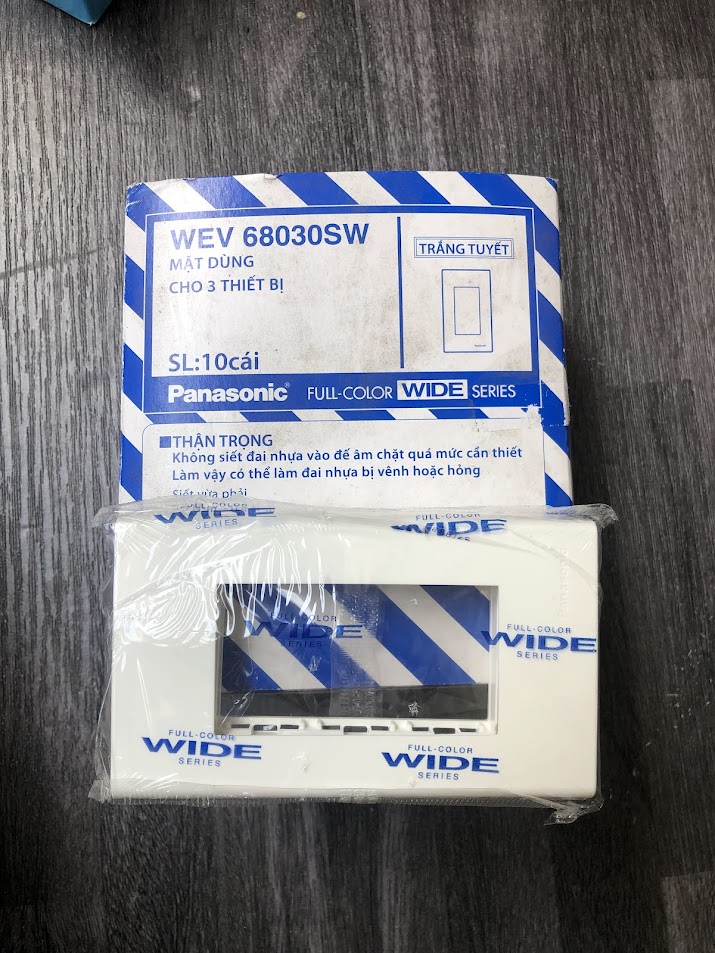 WEV 68030SW
MẶT DÙNG
CHO 3 THIẾT BỊ
SL:10cái
TRẮNG TUYẾT
Panasonic® FULL-COLOR WIDE SERIES
■THẬN TRỌNG
Không siết đai nhựa vào đế âm chặt quá mức cần thiết
Làm vậy có thể làm đai nhựa bị vênh hoặc hỏng
Siết vừa phải
FULL-COLOR
WIDE
SERIES
FULL-COLOR
WIDE
SERIES
FULL-COLOR
WIDE
SERIES
FULL-COLOR
WIDE
SERIES
FULL-COLOR
WIDE
SERIES
FULL-COLOR
WIDE
SERIES